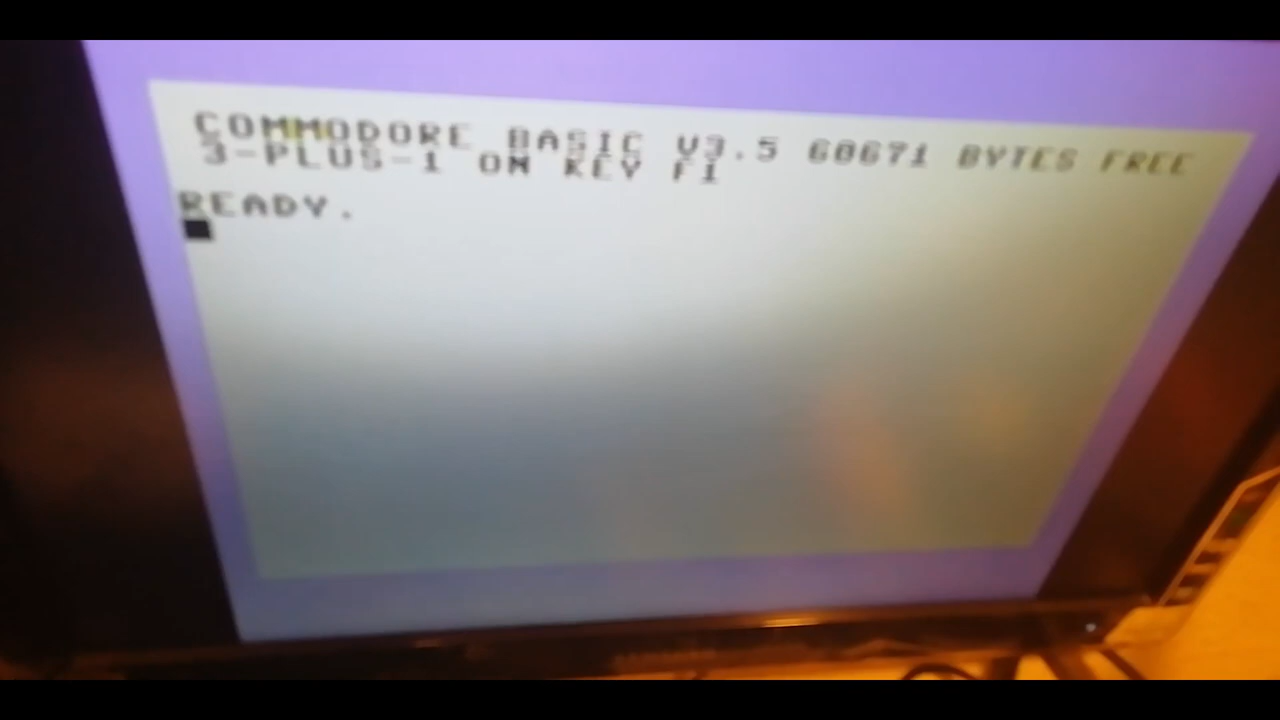 COMMODORE BASIC V3.5 60671 BYTES FREE
3-PLUS-1 ON KEY F1
READY.